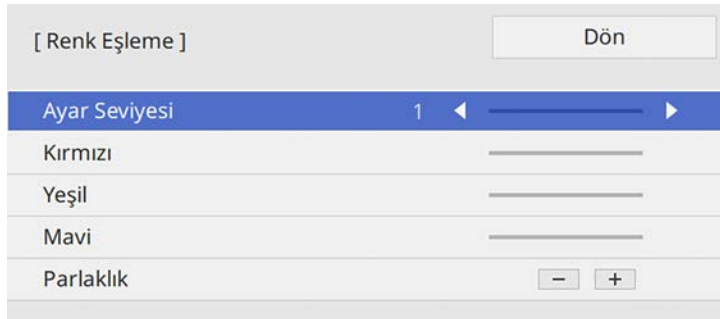 [ Renk Eşleme ] Dön
Ayar Seviyesi 1
Kırmızı
Yeşil
Mavi
Parlaklık − +